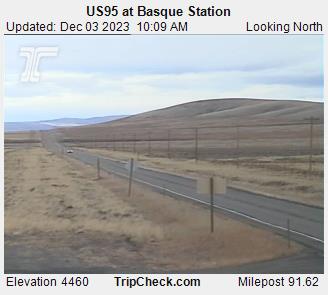 US95 at Basque Station
Updated: Dec 03 2023 10:09 AM Looking North
Elevation 4460 TripCheck.com Milepost 91.62